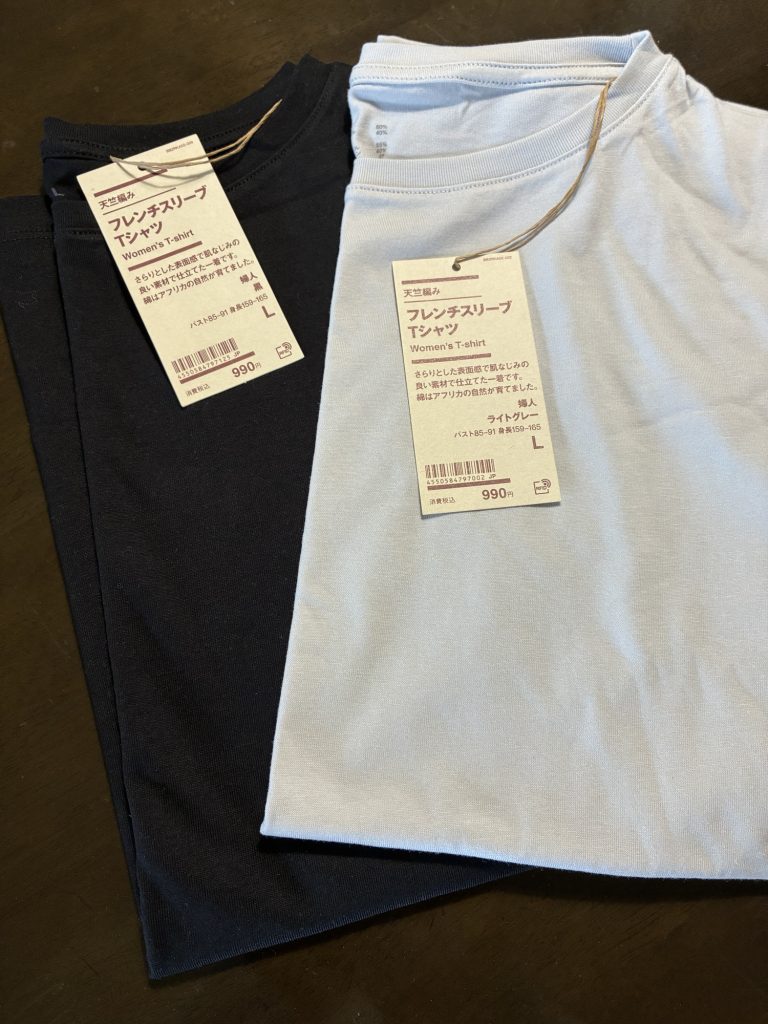 天竺編み
フレンチスリーブ
Tシャツ
Women's T-shirt
さらりとした表面感で肌なじみの
良い素材で仕立てた一着です。
綿はアフリカの自然が育てました。
婦人
黒
バスト85-91 身長159-165
L
4550584797125 JP
消費税込 990円
RFID
60%
40%
天竺編み
フレンチスリーブ
Tシャツ
Women's T-shirt
さらりとした表面感で肌なじみの
良い素材で仕立てた一着です。
綿はアフリカの自然が育てました。
婦人
ライトグレー
バスト85-91 身長159-165
L
4550584797002 JP
消費税込 990円
RFID